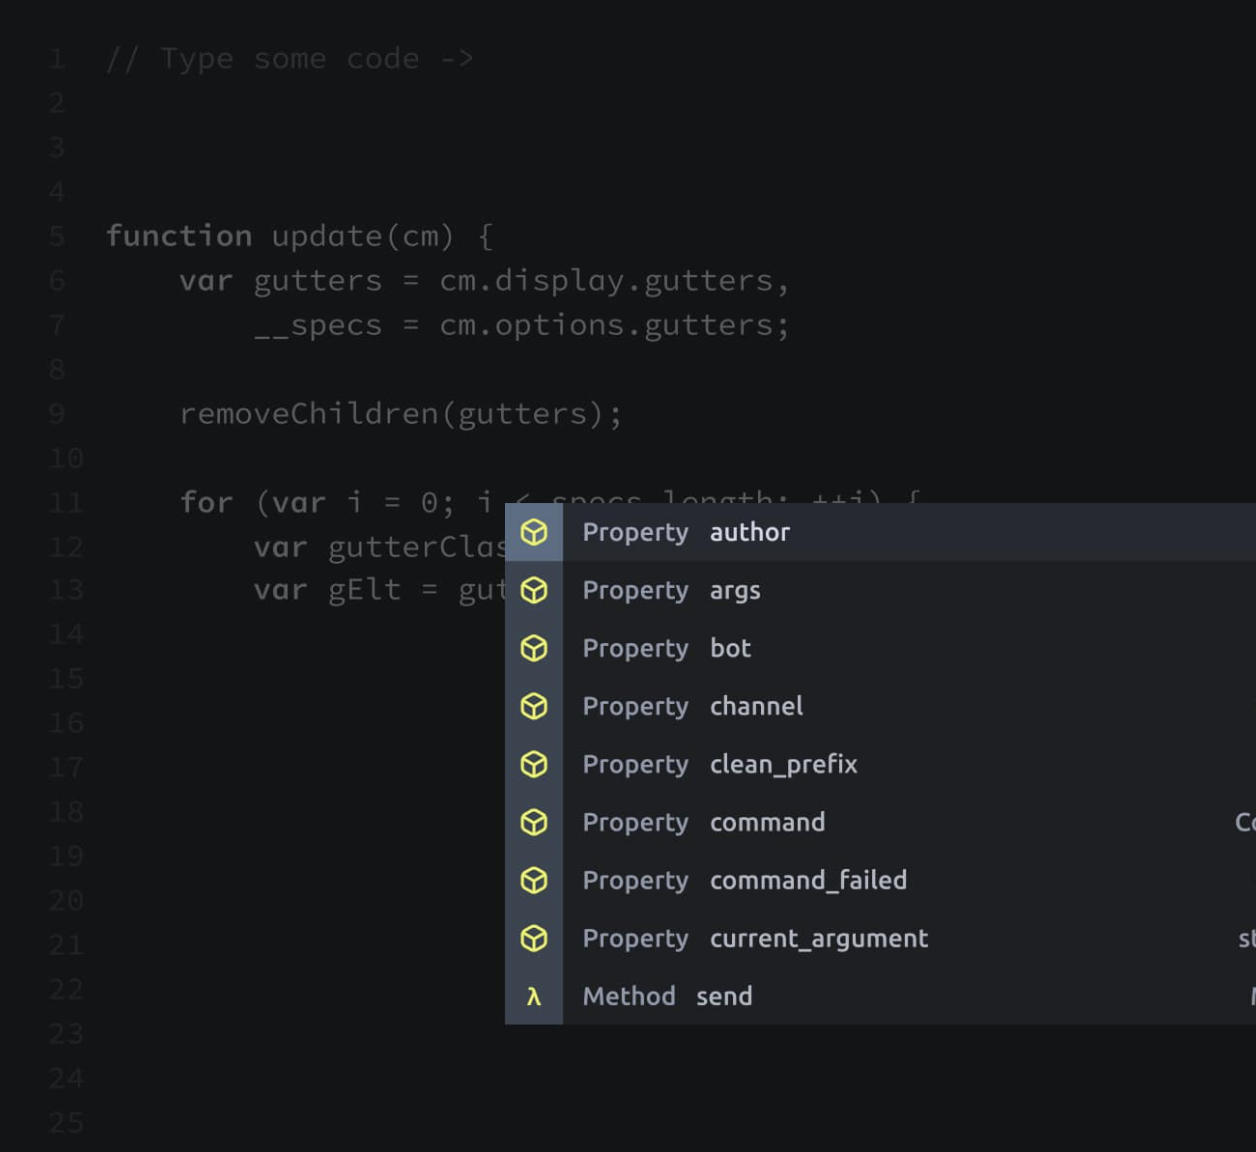 1 // Type some code ->
2
3
4
5 function update(cm) {
6 var gutters = cm.display.gutters,
7 __specs = cm.options.gutters;
8
9 removeChildren(gutters);
10
11 for (var i = 0; i < specs.length; ++i) {
12 var gutterClas
13 var gElt = gut
14
15
16
17
18
19
20
21
22
23
24
25
Property author
Property args
Property bot
Property channel
Property clean_prefix
Property command Co
Property command_failed
Property current_argument st
Method send